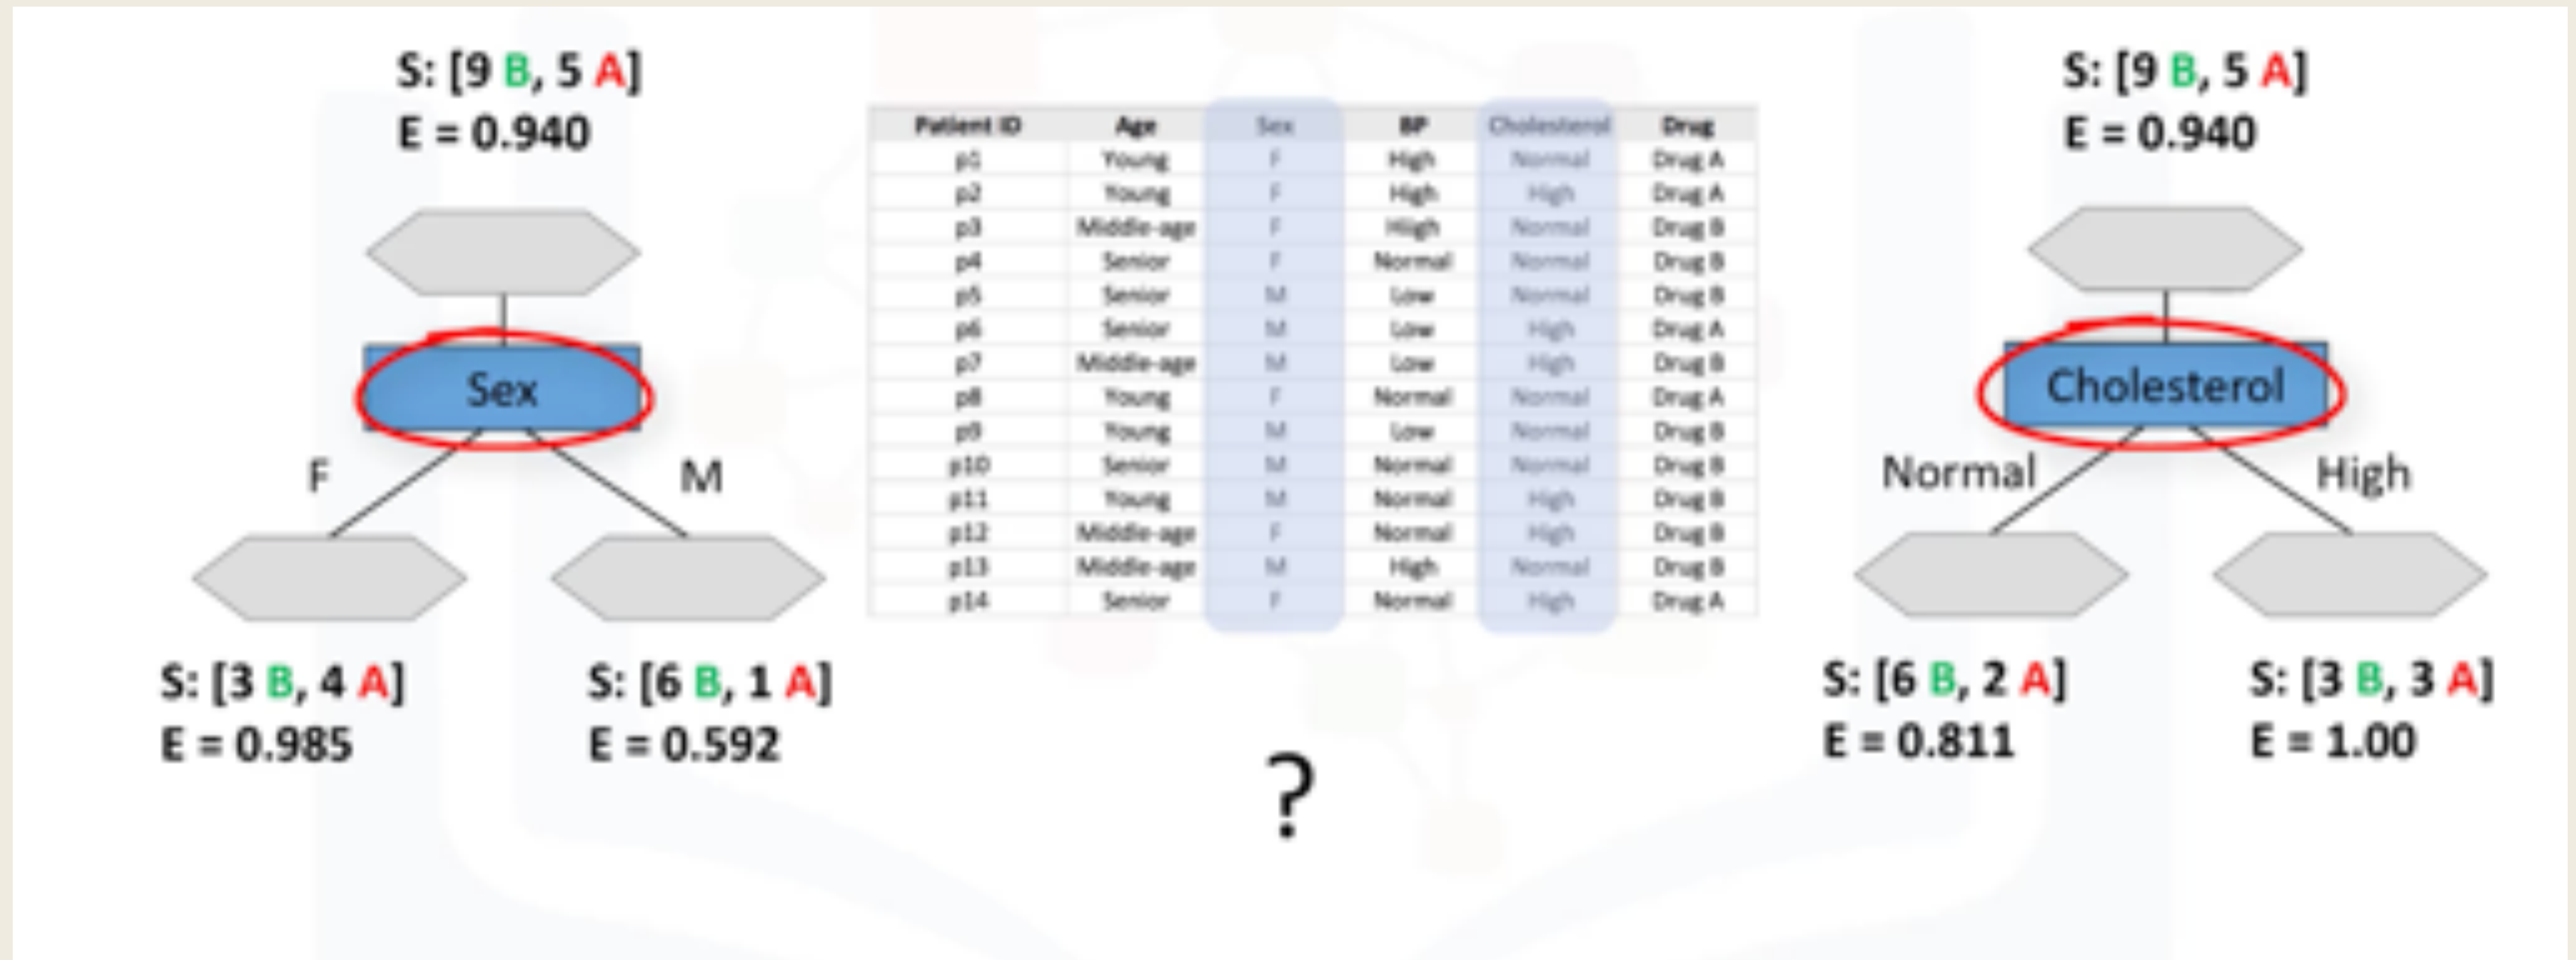 S: [9 B, 5 A]
E = 0.940
Sex
F
M
S: [3 B, 4 A]
E = 0.985
S: [6 B, 1 A]
E = 0.592
Patient ID Age Sex BP Cholesterol Drug
p1 Young F High Normal Drug A
p2 Young F High High Drug A
p3 Middle-age F Hiigh Normal Drug B
p4 Senior F Normal Normal Drug B
p5 Senior M Low Normal Drug B
p6 Senior M Low High Drug A
p7 Middle-age M Low High Drug B
p8 Young F Normal Normal Drug A
p9 Young M Low Normal Drug B
p10 Senior M Normal Normal Drug B
p11 Young M Normal High Drug B
p12 Middle-age F Normal High Drug B
p13 Middle-age M High Normal Drug B
p14 Senior F Normal High Drug A
?
S: [9 B, 5 A]
E = 0.940
Cholesterol
Normal
High
S: [6 B, 2 A]
E = 0.811
S: [3 B, 3 A]
E = 1.00